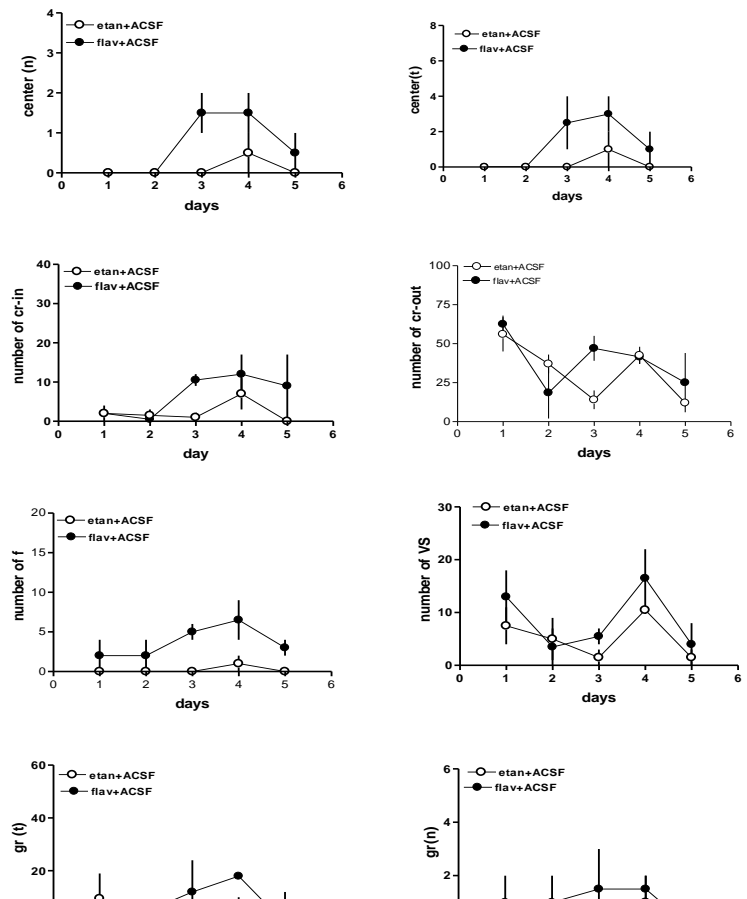 4
etan+ACSF
flav+ACSF
3
2
1
0
center (n)
0 1 2 3 4 5 6
days
8
etan+ACSF
flav+ACSF
6
4
2
0
center(t)
0 1 2 3 4 5 6
days
40
etan+ACSF
flav+ACSF
30
20
10
0
number of cr-in
0 1 2 3 4 5 6
day
100
etan+ACSF
flav+ACSF
75
50
25
0
number of cr-out
0 1 2 3 4 5 6
days
20
etan+ACSF
flav+ACSF
15
10
5
0
number of f
0 1 2 3 4 5 6
days
30
etan+ACSF
flav+ACSF
20
10
0
number of VS
0 1 2 3 4 5 6
days
60
etan+ACSF
flav+ACSF
40
20
gr (t)
6
etan+ACSF
flav+ACSF
4
2
gr(n)